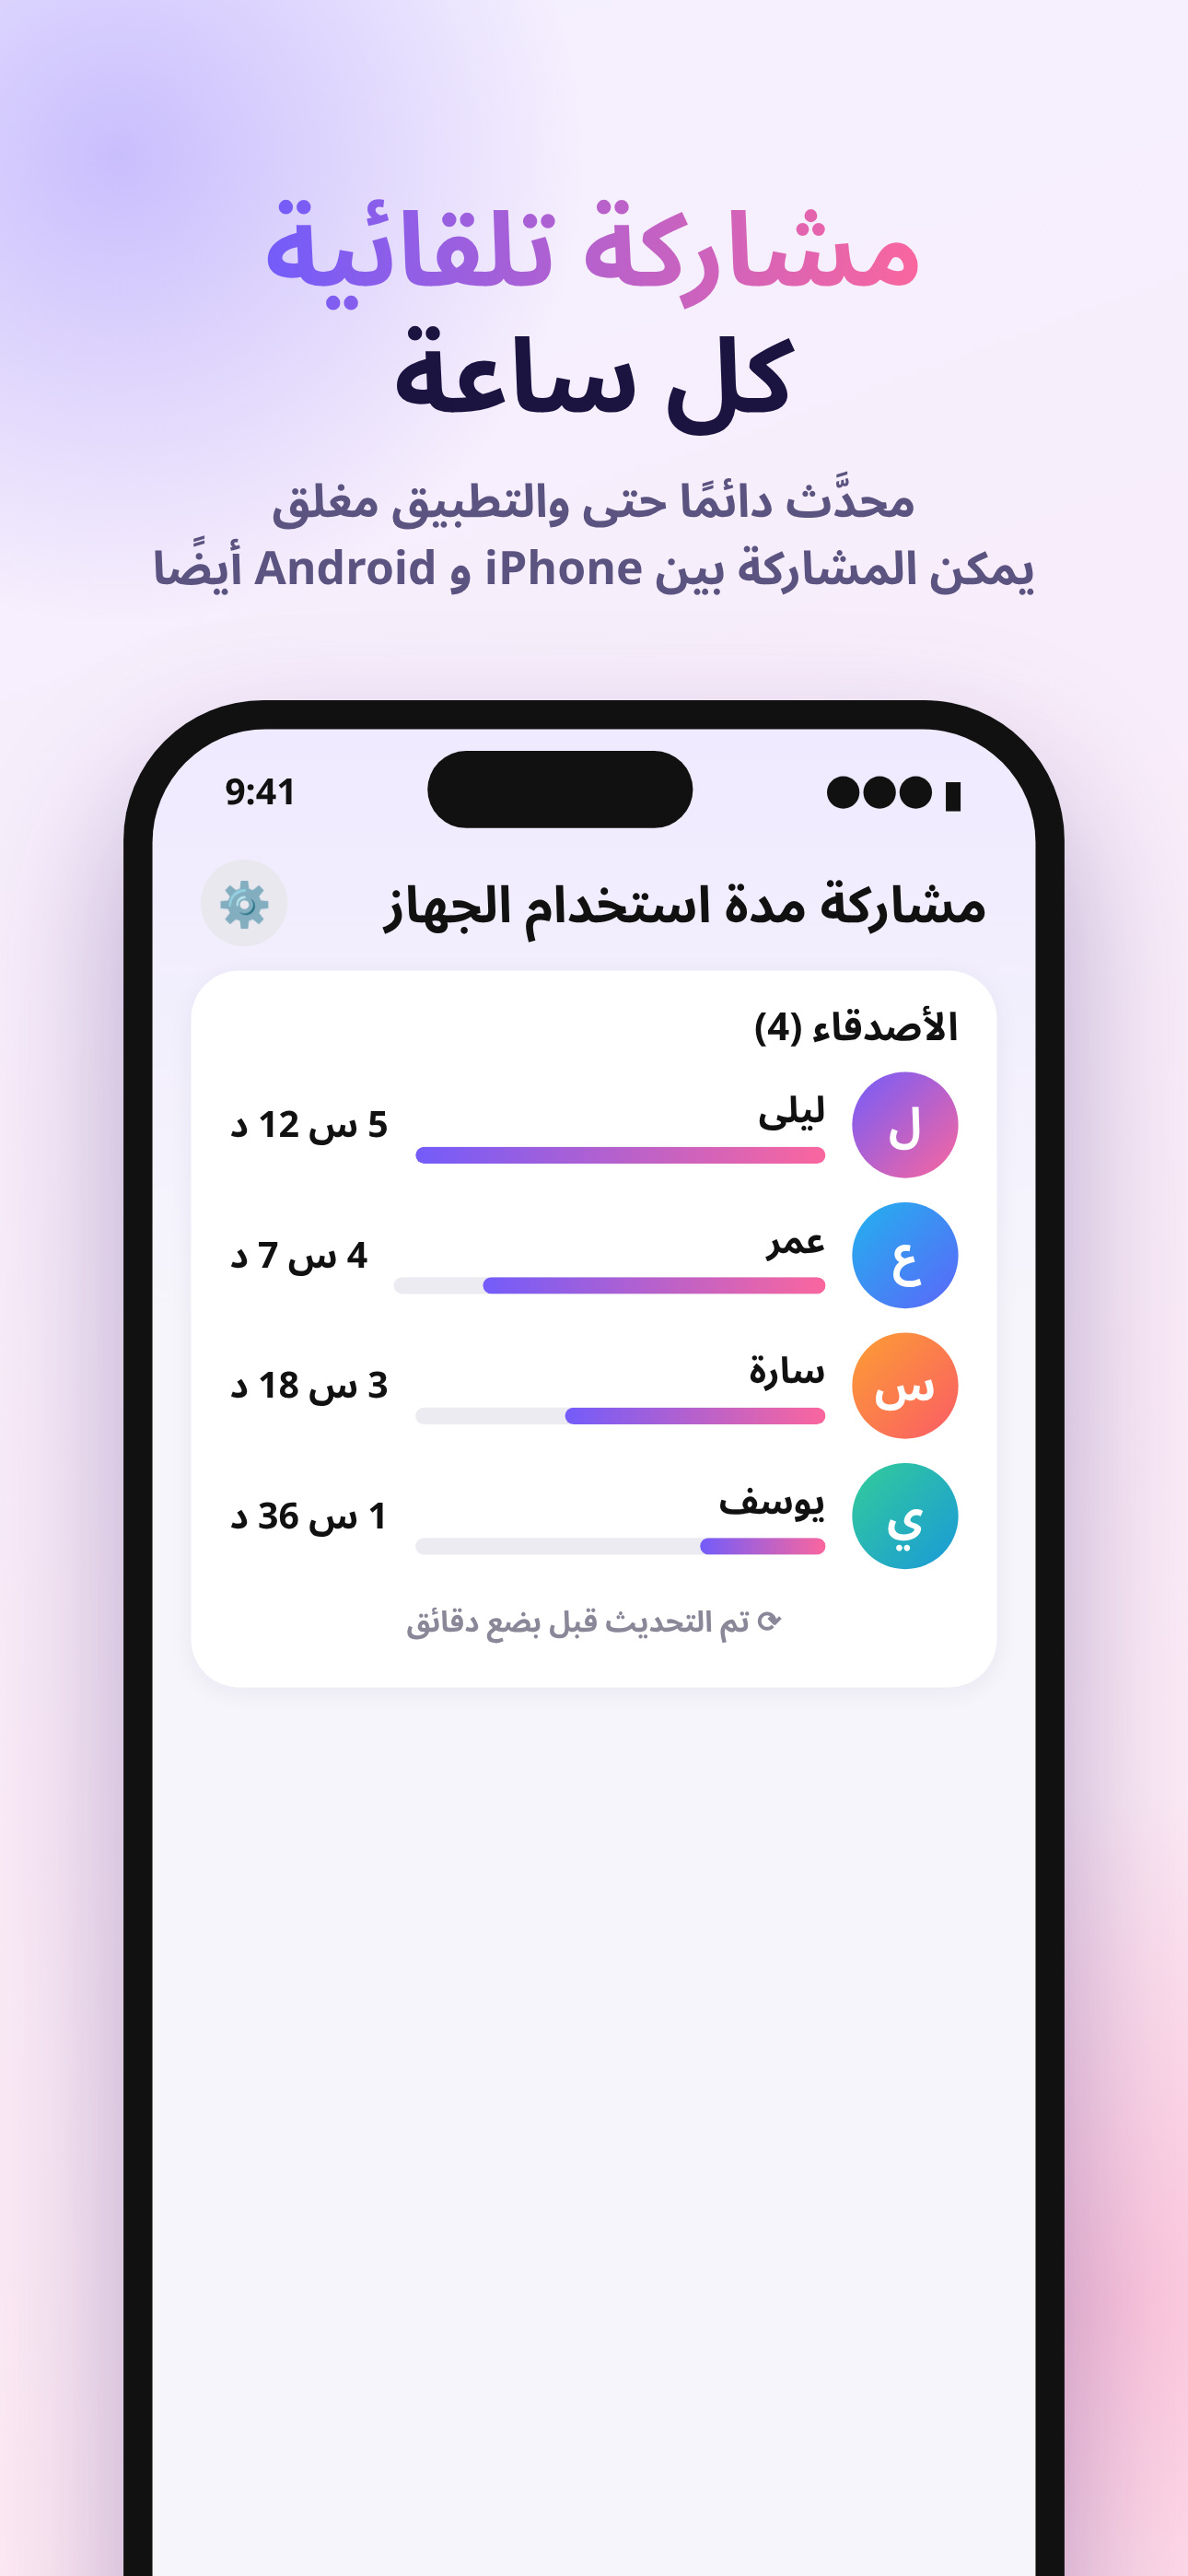 مشاركة تلقائية
كل ساعة
محدَّث دائمًا حتى والتطبيق مغلق
يمكن المشاركة بين iPhone و Android أيضًا
9:41
مشاركة مدة استخدام الجهاز
الأصدقاء (4)
ل
ليلى
5 س 12 د
ع
عمر
4 س 7 د
س
سارة
3 س 18 د
ي
يوسف
1 س 36 د
⟳ تم التحديث قبل بضع دقائق